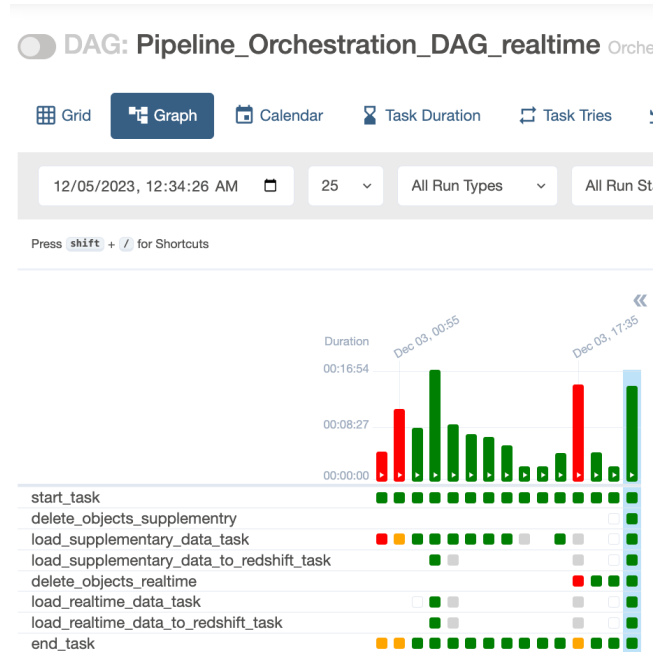 DAG: Pipeline_Orchestration_DAG_realtime Orche
Grid Graph Calendar Task Duration Task Tries
12/05/2023, 12:34:26 AM 25 All Run Types All Run St
Press shift + / for Shortcuts
Dec 03, 00:55 Dec 03, 17:35
Duration
00:16:54
00:08:27
00:00:00
start_task
delete_objects_supplementry
load_supplementary_data_task
load_supplementary_data_to_redshift_task
delete_objects_realtime
load_realtime_data_task
load_realtime_data_to_redshift_task
end_task